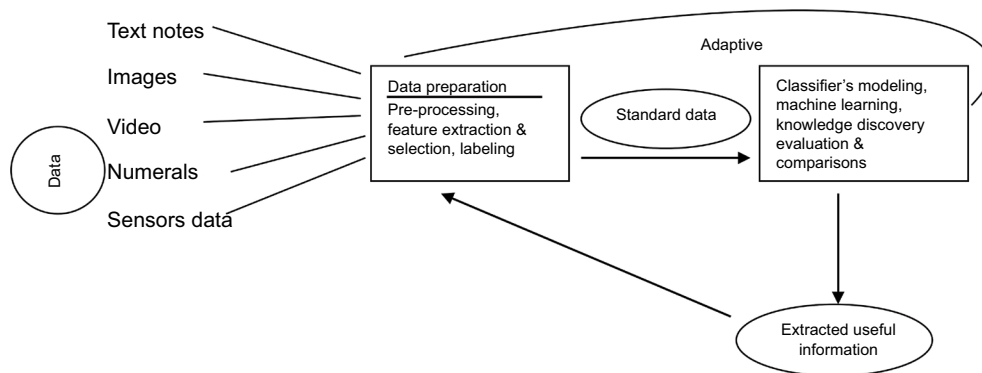 Data
Text notes
Images
Video
Numerals
Sensors data
Data preparation
Pre-processing,
feature extraction &
selection, labeling
Adaptive
Standard data
Classifier's modeling,
machine learning,
knowledge discovery
evaluation &
comparisons
Extracted useful
information